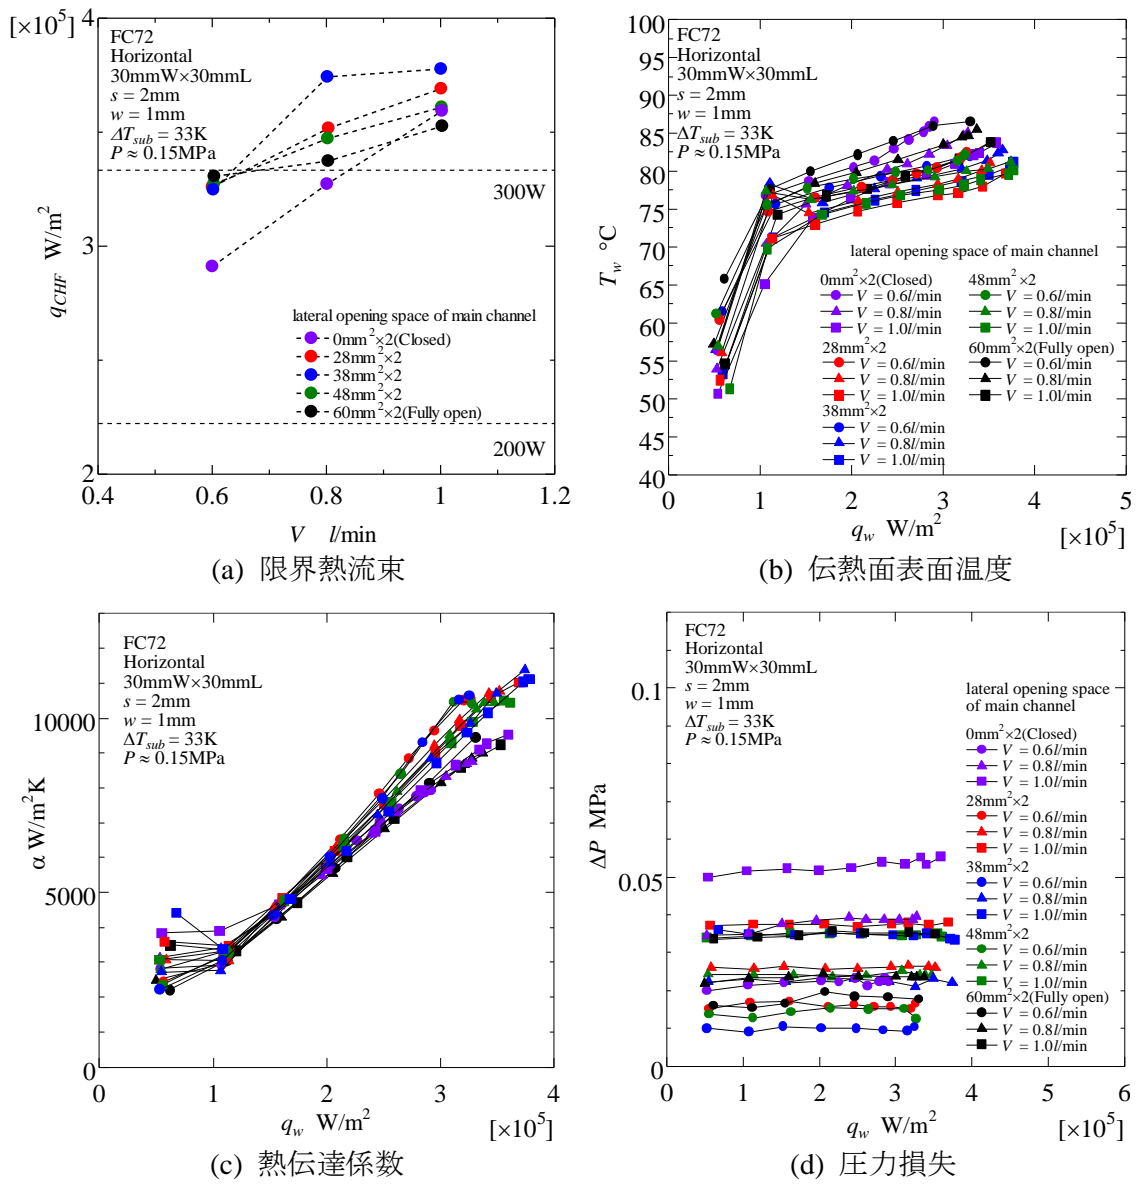 [×10⁵]
4
3
2
0.4
0.6
0.8
1
1.2
q_CHF W/m²
V l/min
FC72
Horizontal
30mmW×30mmL
s = 2mm
w = 1mm
ΔT_sub = 33K
P ≈ 0.15MPa
300W
200W
lateral opening space of main channel
0mm²×2(Closed)
28mm²×2
38mm²×2
48mm²×2
60mm²×2(Fully open)
(a) 限界熱流束
100
95
90
85
80
75
70
65
60
55
50
45
40
0
1
2
3
4
5
T_w °C
q_w W/m²
[×10⁵]
FC72
Horizontal
30mmW×30mmL
s = 2mm
w = 1mm
ΔT_sub = 33K
P ≈ 0.15MPa
lateral opening space of main channel
0mm²×2(Closed)
V = 0.6l/min
V = 0.8l/min
V = 1.0l/min
28mm²×2
V = 0.6l/min
V = 0.8l/min
V = 1.0l/min
38mm²×2
V = 0.6l/min
V = 0.8l/min
V = 1.0l/min
48mm²×2
V = 0.6l/min
V = 0.8l/min
V = 1.0l/min
60mm²×2(Fully open)
V = 0.6l/min
V = 0.8l/min
V = 1.0l/min
(b) 伝熱面表面温度
10000
5000
0
0
1
2
3
4
α W/m²K
q_w W/m²
[×10⁵]
FC72
Horizontal
30mmW×30mmL
s = 2mm
w = 1mm
ΔT_sub = 33K
P ≈ 0.15MPa
(c) 熱伝達係数
0.1
0.05
0
0
1
2
3
4
5
6
ΔP MPa
q_w W/m²
[×10⁵]
FC72
Horizontal
30mmW×30mmL
s = 2mm
w = 1mm
ΔT_sub = 33K
P ≈ 0.15MPa
lateral opening space
of main channel
0mm²×2(Closed)
V = 0.6l/min
V = 0.8l/min
V = 1.0l/min
28mm²×2
V = 0.6l/min
V = 0.8l/min
V = 1.0l/min
38mm²×2
V = 0.6l/min
V = 0.8l/min
V = 1.0l/min
48mm²×2
V = 0.6l/min
V = 0.8l/min
V = 1.0l/min
60mm²×2(Fully open)
V = 0.6l/min
V = 0.8l/min
V = 1.0l/min
(d) 圧力損失